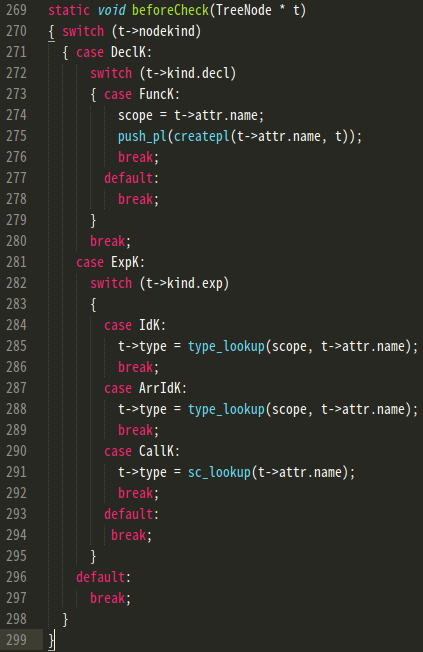 269 static void beforeCheck(TreeNode * t)
270 { switch (t->nodekind)
271   { case DeclK:
272       switch (t->kind.decl)
273       { case FuncK:
274           scope = t->attr.name;
275           push_pl(createpl(t->attr.name, t));
276           break;
277         default:
278           break;
279       }
280       break;
281     case ExpK:
282       switch (t->kind.exp)
283       {
284         case IdK:
285           t->type = type_lookup(scope, t->attr.name);
286           break;
287         case ArrIdK:
288           t->type = type_lookup(scope, t->attr.name);
289           break;
290         case CallK:
291           t->type = sc_lookup(t->attr.name);
292           break;
293         default:
294          break;
295       }
296     default:
297       break;
298   }
299 }